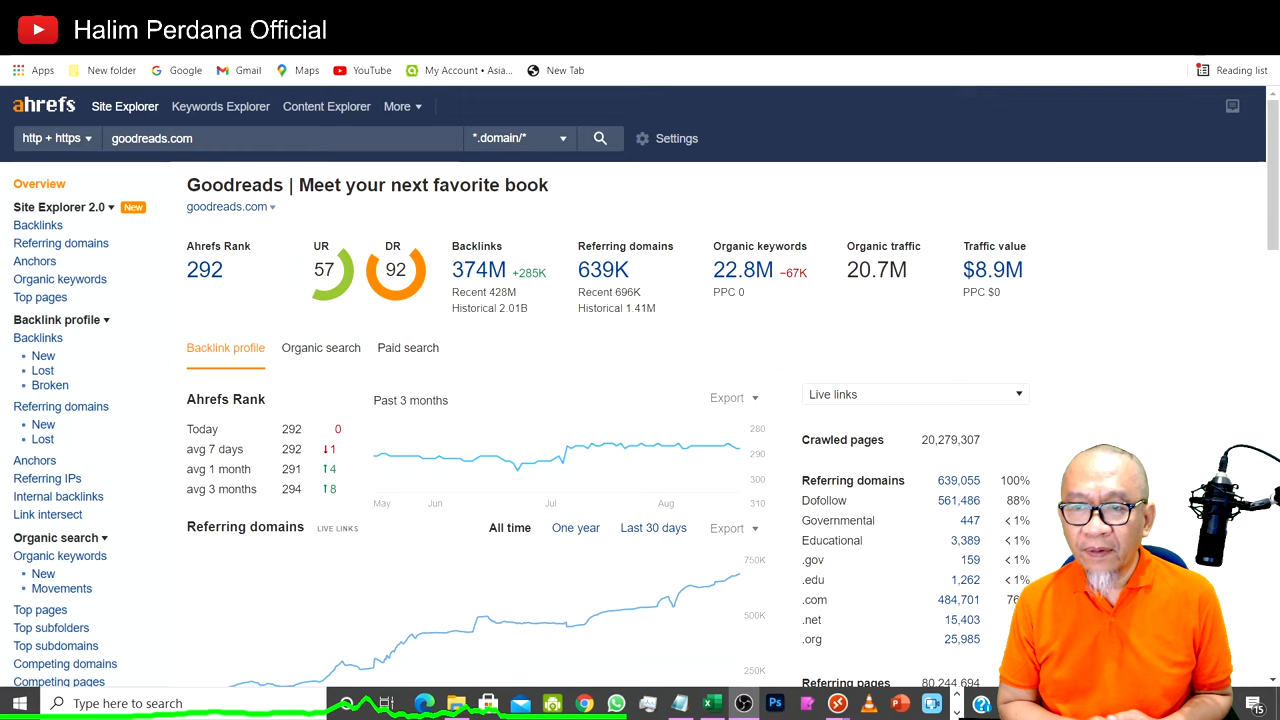 Halim Perdana Official
Apps New folder Google Gmail Maps YouTube My Account • Asia... New Tab Reading list
ahrefs Site Explorer Keywords Explorer Content Explorer More
http + https goodreads.com *.domain/* Settings
Overview
Site Explorer 2.0 New
Backlinks
Referring domains
Anchors
Organic keywords
Top pages
Backlink profile
Backlinks
New
Lost
Broken
Referring domains
New
Lost
Anchors
Referring IPs
Internal backlinks
Link intersect
Organic search
Organic keywords
New
Movements
Top pages
Top subfolders
Top subdomains
Competing domains
Competing pages
Goodreads | Meet your next favorite book
goodreads.com
Ahrefs Rank UR DR Backlinks Referring domains Organic keywords Organic traffic Traffic value
292 57 92 374M +285K 639K 22.8M −67K 20.7M $8.9M
Recent 428M Recent 696K PPC 0 PPC $0
Historical 2.01B Historical 1.41M
Backlink profile Organic search Paid search
Ahrefs Rank Past 3 months Export
Today 292 0
avg 7 days 292 ↓1
avg 1 month 291 ↑4
avg 3 months 294 ↑8
280
290
300
310
May Jun Jul Aug
Referring domains LIVE LINKS All time One year Last 30 days Export
750K
500K
250K
Live links
Crawled pages 20,279,307
Referring domains 639,055 100%
Dofollow 561,486 88%
Governmental 447 < 1%
Educational 3,389 < 1%
.gov 159 < 1%
.edu 1,262 < 1%
.com 484,701
.net 15,403
.org 25,985
Referring pages 80,244,694
Type here to search
15